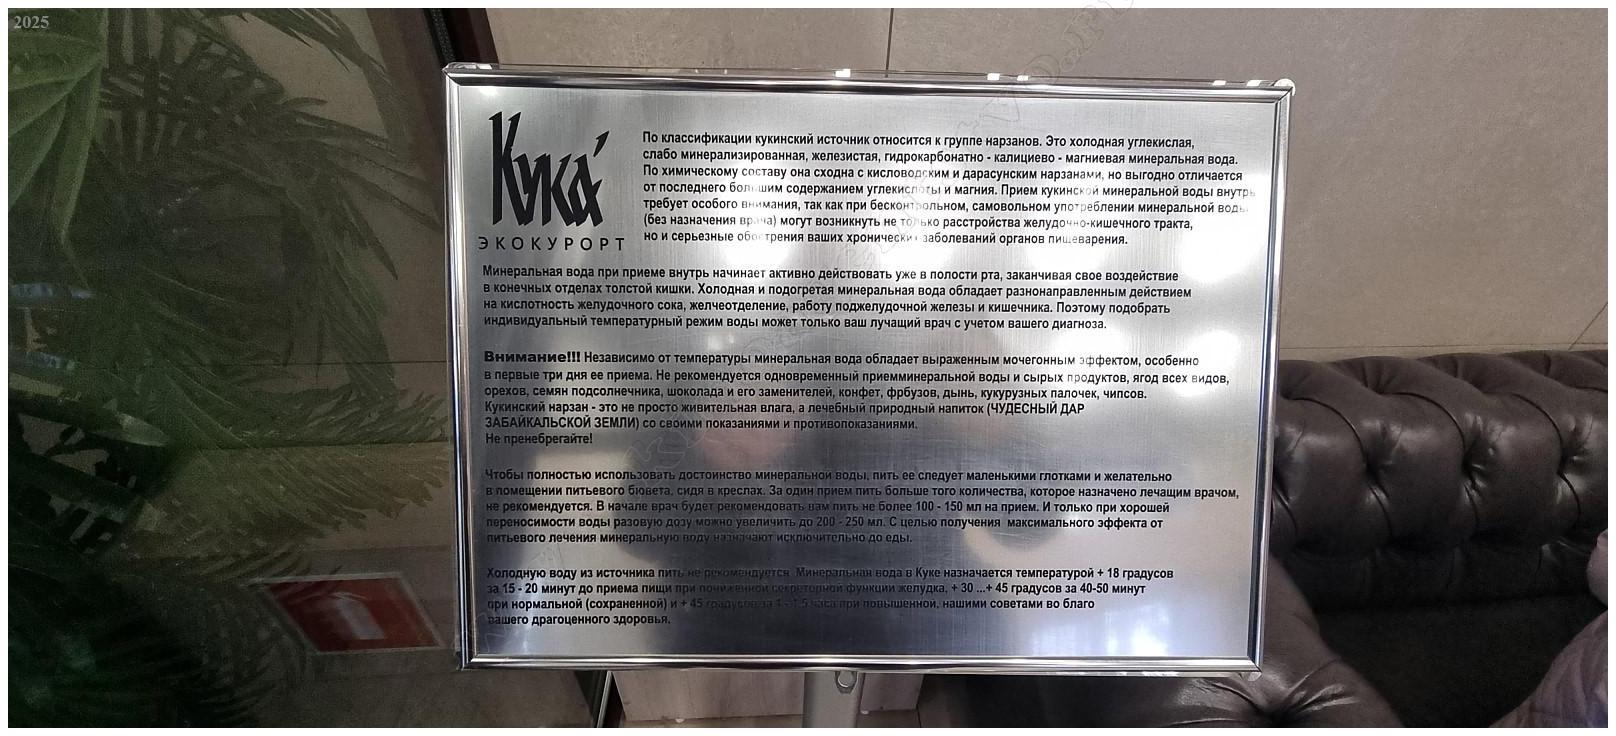 2025
Кука́
ЭКОКУРОРТ
По классификации кукинский источник относится к группе нарзанов. Это холодная углекислая,
слабо минерализированная, железистая, гидрокарбонатно - калициево - магниевая минеральная вода.
По химическому составу она сходна с кисловодским и дарасунским нарзанами, но выгодно отличается
от последнего большим содержанием углекислоты и магния. Прием кукинской минеральной воды внутрь
требует особого внимания, так как при бесконтрольном, самовольном употреблении минеральной воды
(без назначения врача) могут возникнуть не только расстройства желудочно-кишечного тракта,
но и серьезные обострения ваших хронических заболеваний органов пищеварения.
Минеральная вода при приеме внутрь начинает активно действовать уже в полости рта, заканчивая свое воздействие
в конечных отделах толстой кишки. Холодная и подогретая минеральная вода обладает разнонаправленным действием
на кислотность желудочного сока, желчеотделение, работу поджелудочной железы и кишечника. Поэтому подобрать
индивидуальный температурный режим воды может только ваш лучащий врач с учетом вашего диагноза.
Внимание!!! Независимо от температуры минеральная вода обладает выраженным мочегонным эффектом, особенно
в первые три дня ее приема. Не рекомендуется одновременный приемминеральной воды и сырых продуктов, ягод всех видов,
орехов, семян подсолнечника, шоколада и его заменителей, конфет, фрбузов, дынь, кукурузных палочек, чипсов.
Кукинский нарзан - это не просто живительная влага, а лечебный природный напиток (ЧУДЕСНЫЙ ДАР
ЗАБАЙКАЛЬСКОЙ ЗЕМЛИ) со своими показаниями и противопоказаниями.
Не пренебрегайте!
Чтобы полностью использовать достоинство минеральной воды, пить ее следует маленькими глотками и желательно
в помещении питьевого бювета, сидя в креслах. За один прием пить больше того количества, которое назначено лечащим врачом,
не рекомендуется. В начале врач будет рекомендовать вам пить не более 100 - 150 мл на прием. И только при хорошей
переносимости воды разовую дозу можно увеличить до 200 - 250 мл. С целью получения максимального эффекта от
питьевого лечения минеральную воду назначают исключительно до еды.
Холодную воду из источника пить не рекомендуется. Минеральная вода в Куке назначается температурой + 18 градусов
за 15 - 20 минут до приема пищи при пониженной секреторной функции желудка, + 30 ...+ 45 градусов за 40-50 минут
при нормальной (сохраненной) и + 45 градусов за 1 - 1,5 часа при повышенной, нашими советами во благо
вашего драгоценного здоровья.